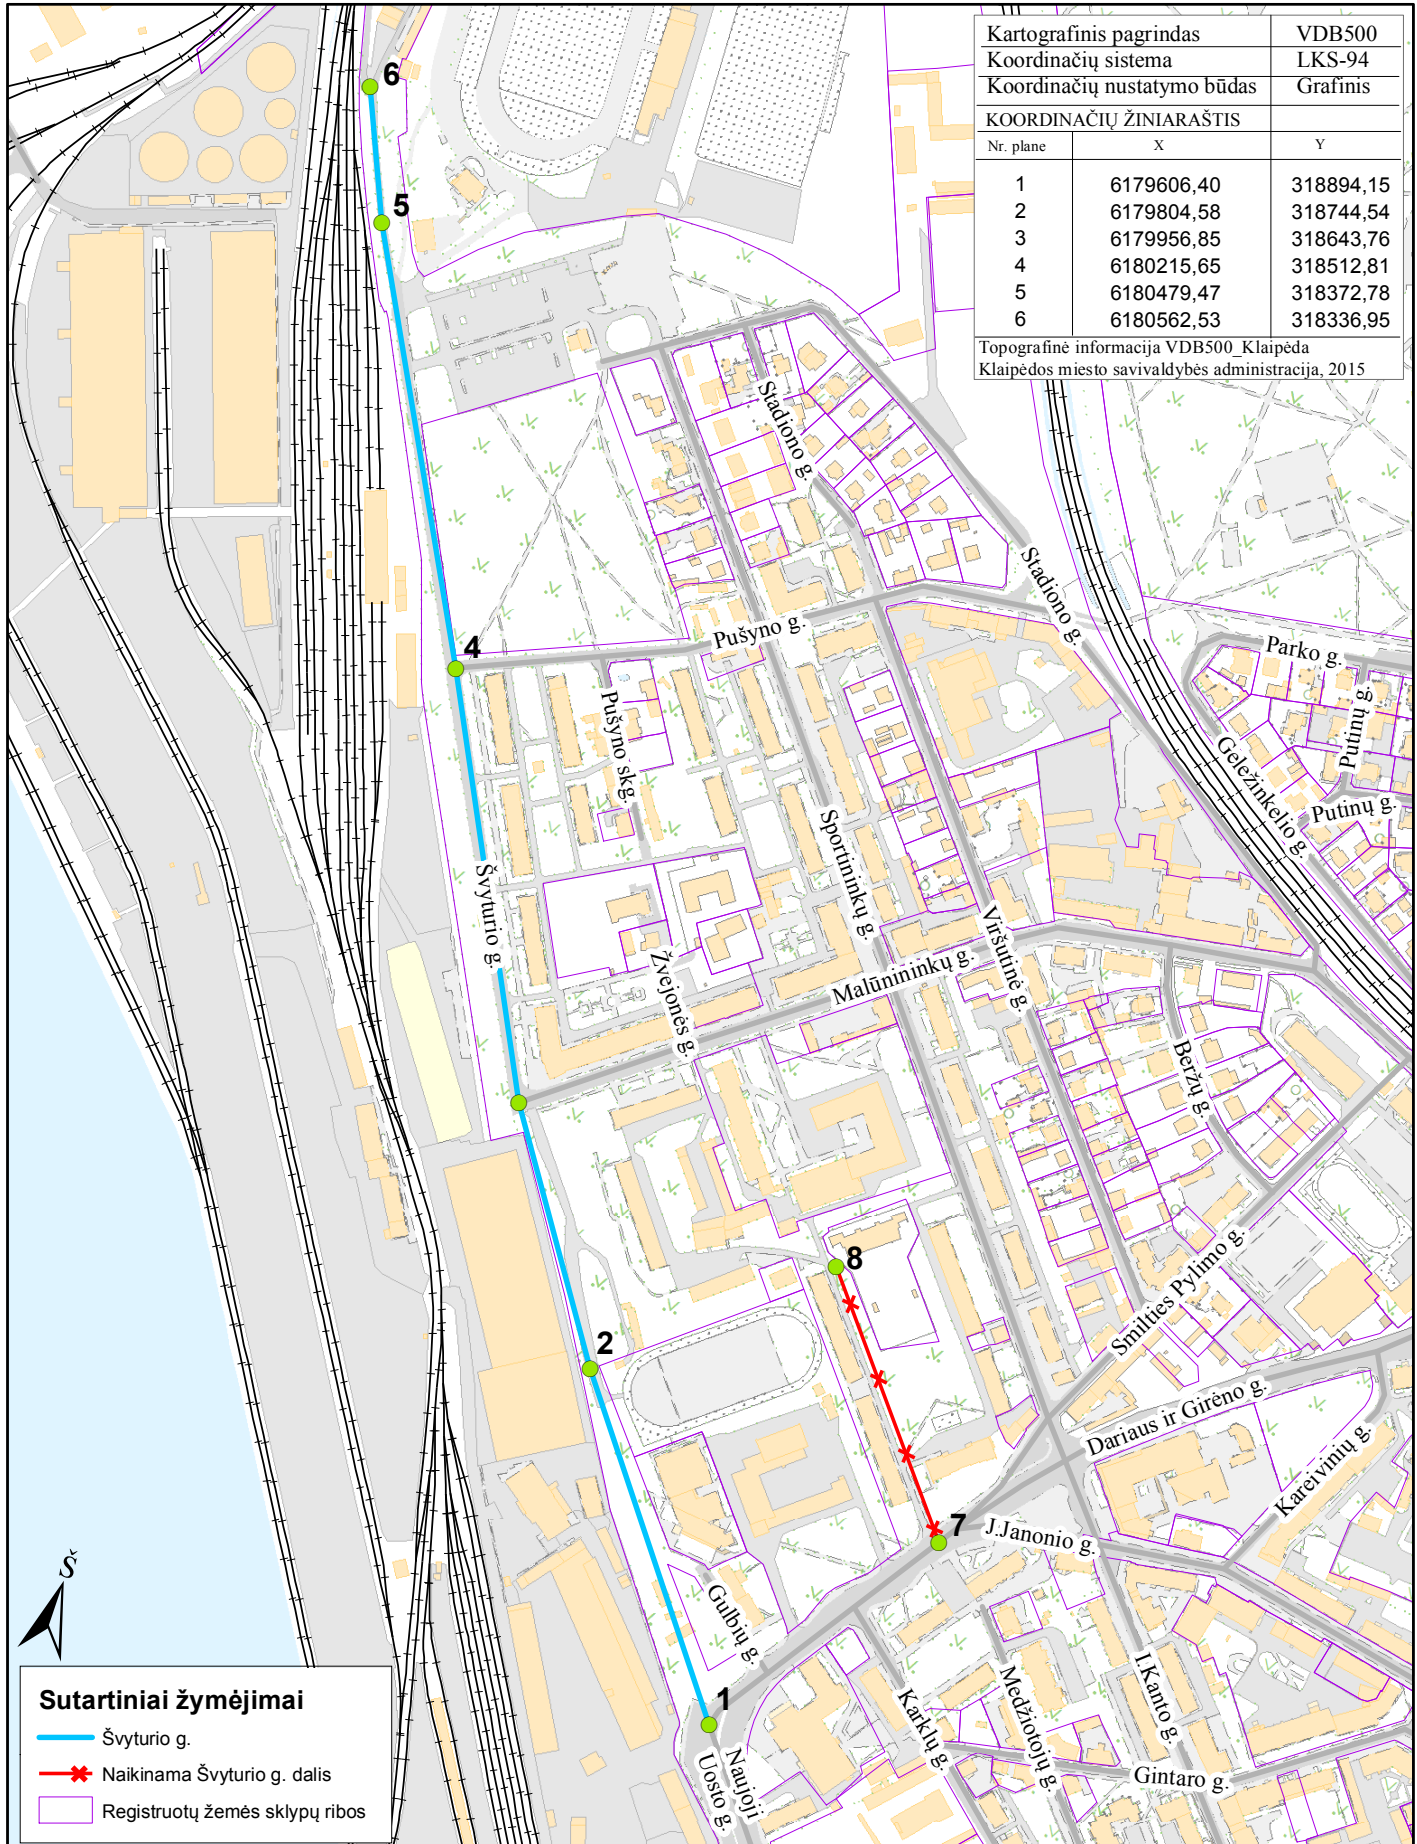 Kartografinis pagrindas VDB500
Koordinačių sistema LKS-94
Koordinačių nustatymo būdas Grafinis
KOORDINAČIŲ ŽINIARAŠTIS
Nr. plane X Y
1 6179606,40 318894,15
2 6179804,58 318744,54
3 6179956,85 318643,76
4 6180215,65 318512,81
5 6180479,47 318372,78
6 6180562,53 318336,95
Topografinė informacija VDB500_Klaipėda
Klaipėdos miesto savivaldybės administracija, 2015
6
5
Stadiono g.
Stadiono g.
Pušyno g.
4
Parko g.
Putinų g.
Pušyno skg.
Geležinkelio g.
Putinų g.
Sportininkų g.
Švyturio g.
Viršutinė g.
Malūnininkų g.
Žvejonės g.
Beržų g.
8
Smilties Pylimo g.
2
Dariaus ir Girėno g.
Kareivinių g.
7
J.Janonio g.
Gulbių g.
1
Karklų g.
Medžiotojų g.
I.Kanto g.
Naujoji
Uosto g.
Gintaro g.
Š
Sutartiniai žymėjimai
Švyturio g.
Naikinama Švyturio g. dalis
Registruotų žemės sklypų ribos